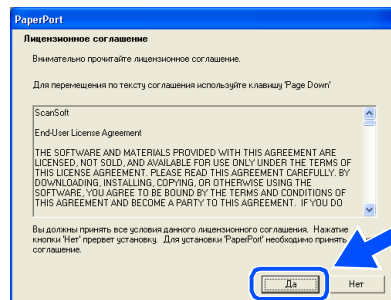 PaperPort
Лицензионное соглашение
Внимательно прочитайте лицензионное соглашение.
Для перемещения по тексту соглашения используйте клавишу 'Page Down'
ScanSoft
End-User License Agreement
THE SOFTWARE AND MATERIALS PROVIDED WITH THIS AGREEMENT ARE
LICENSED, NOT SOLD, AND AVAILABLE FOR USE ONLY UNDER THE TERMS OF
THIS LICENSE AGREEMENT. PLEASE READ THIS AGREEMENT CAREFULLY. BY
DOWNLOADING, INSTALLING, COPYING, OR OTHERWISE USING THE
SOFTWARE, YOU AGREE TO BE BOUND BY THE TERMS AND CONDITIONS OF
THIS AGREEMENT AND BECOME A PARTY TO THIS AGREEMENT. IF YOU DO
Вы должны принять все условия данного лицензионного соглашения. Нажатие
кнопки 'Нет' прервет установку. Для установки 'PaperPort' необходимо принять
соглашение.
Да
Нет